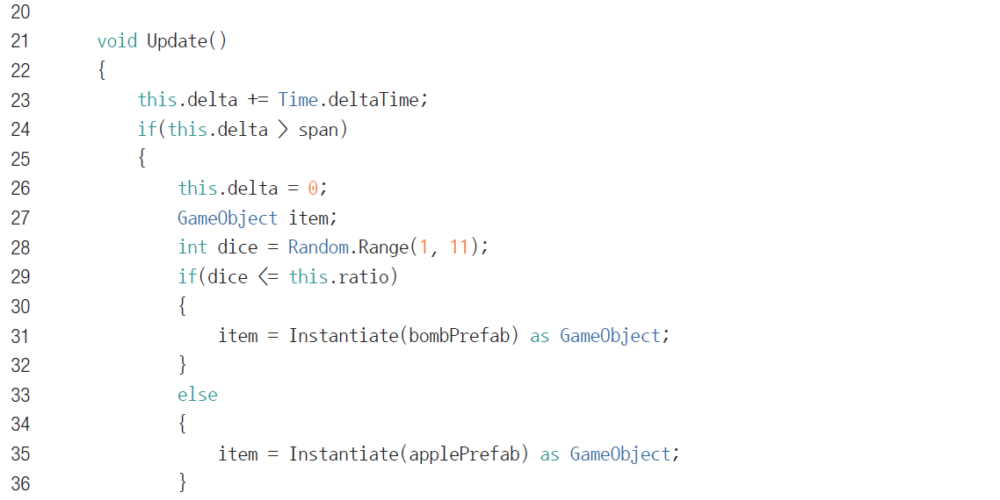 20
21 void Update()
22 {
23 this.delta += Time.deltaTime;
24 if(this.delta > span)
25 {
26 this.delta = 0;
27 GameObject item;
28 int dice = Random.Range(1, 11);
29 if(dice <= this.ratio)
30 {
31 item = Instantiate(bombPrefab) as GameObject;
32 }
33 else
34 {
35 item = Instantiate(applePrefab) as GameObject;
36 }